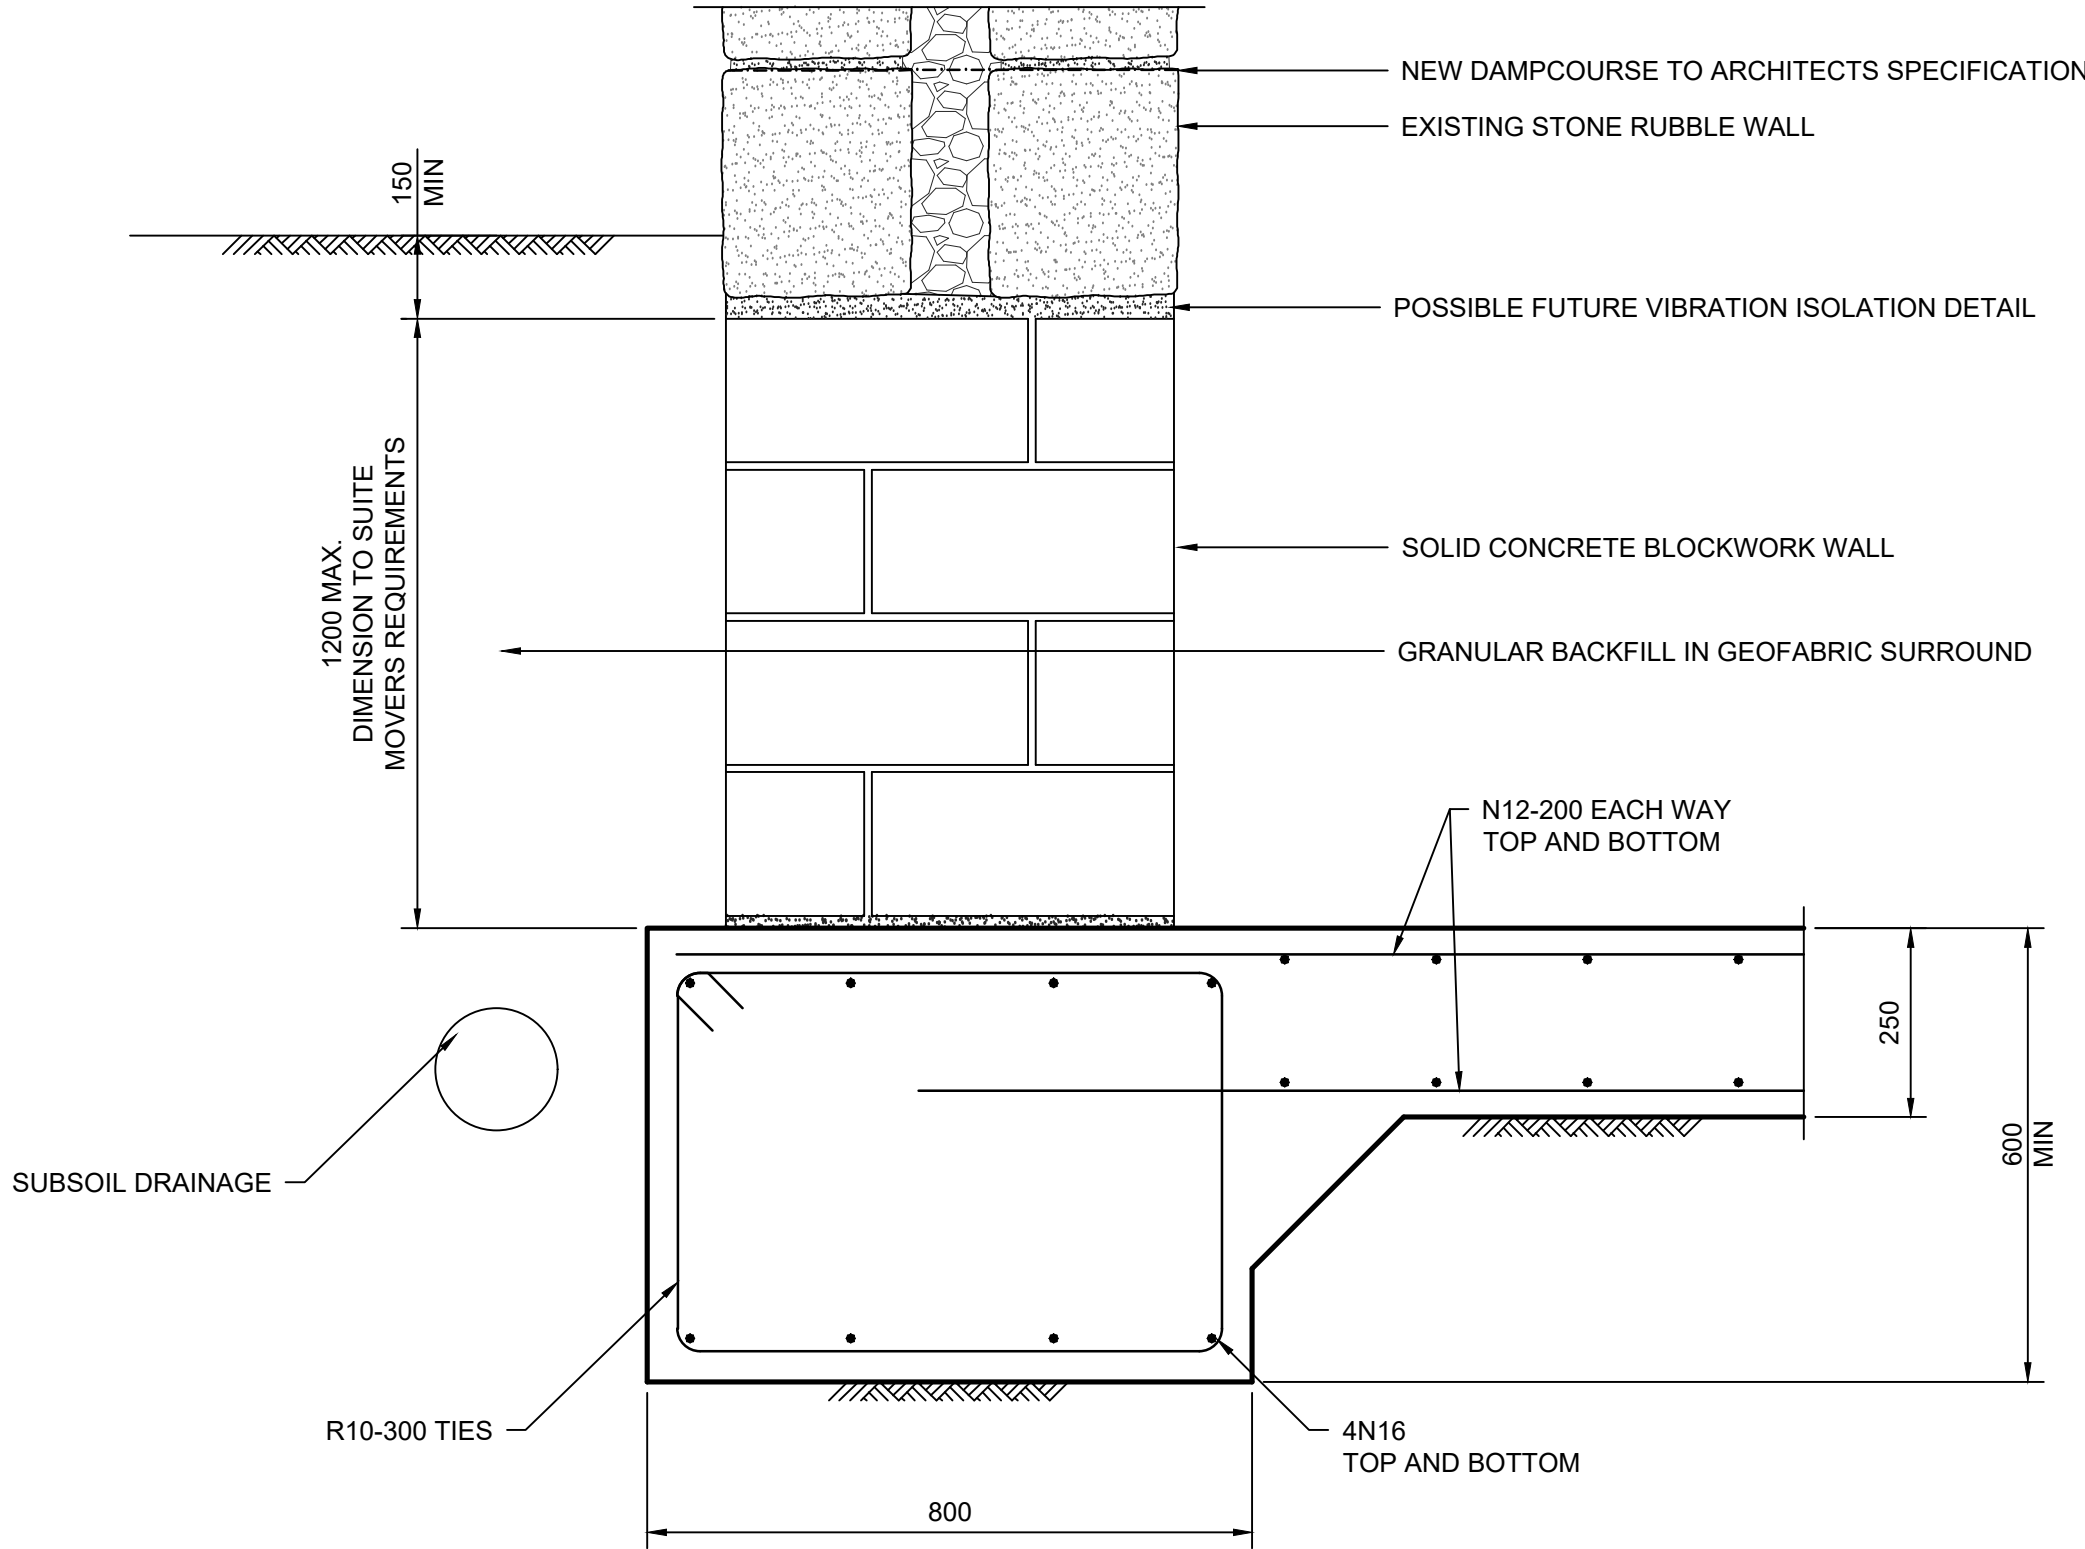 NEW DAMPCOURSE TO ARCHITECTS SPECIFICATION
EXISTING STONE RUBBLE WALL
150
MIN
POSSIBLE FUTURE VIBRATION ISOLATION DETAIL
1200 MAX.
DIMENSION TO SUITE
MOVERS REQUIREMENTS
SOLID CONCRETE BLOCKWORK WALL
GRANULAR BACKFILL IN GEOFABRIC SURROUND
N12-200 EACH WAY
TOP AND BOTTOM
250
600
MIN
SUBSOIL DRAINAGE
R10-300 TIES
4N16
TOP AND BOTTOM
800